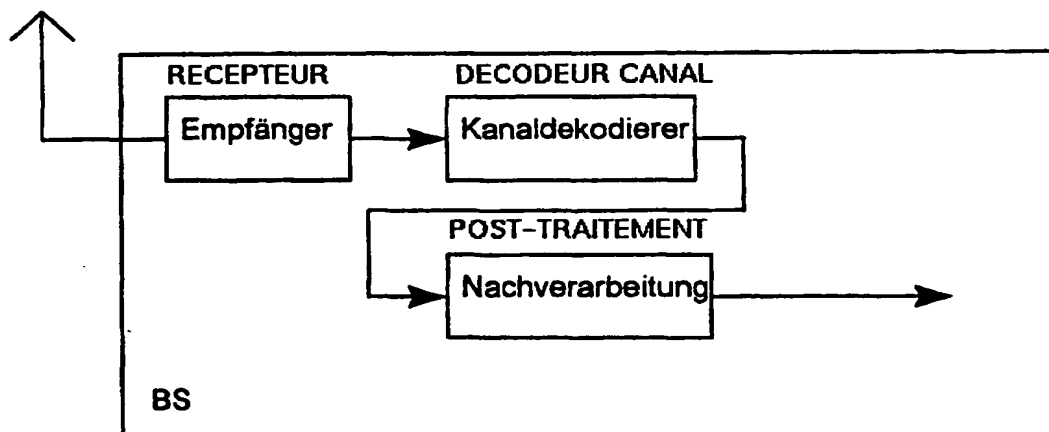 RECEPTEUR
DECODEUR CANAL
Empfänger
Kanaldekodierer
POST-TRAITEMENT
Nachverarbeitung
BS